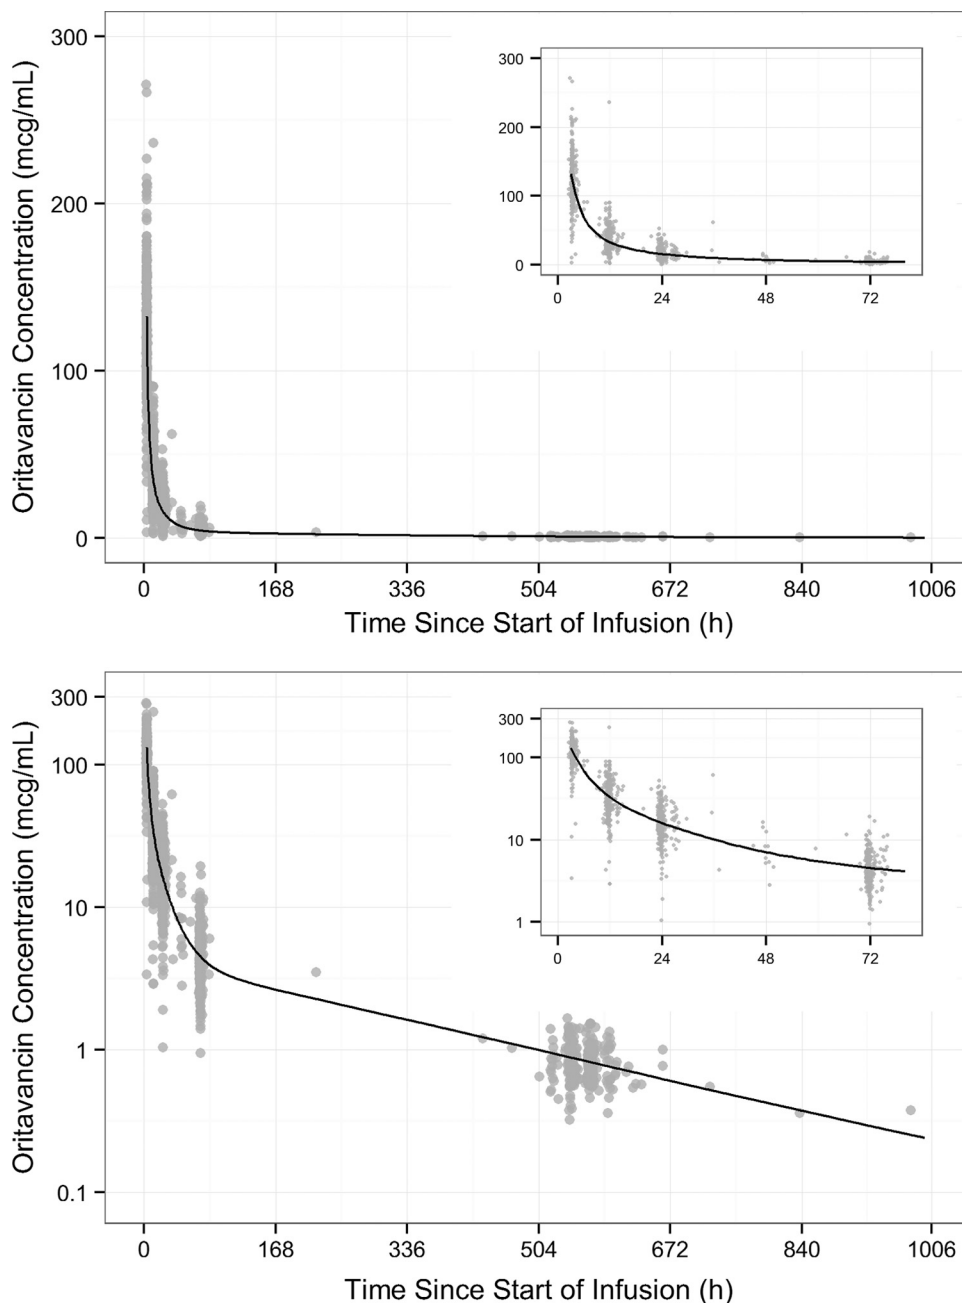 Oritavancin Concentration (mcg/mL)
300
200
100
0
0 168 336 504 672 840 1006
Time Since Start of Infusion (h)
300
200
100
0
0 24 48 72
Oritavancin Concentration (mcg/mL)
300
100
10
1
0.1
0 168 336 504 672 840 1006
Time Since Start of Infusion (h)
300
100
10
1
0 24 48 72